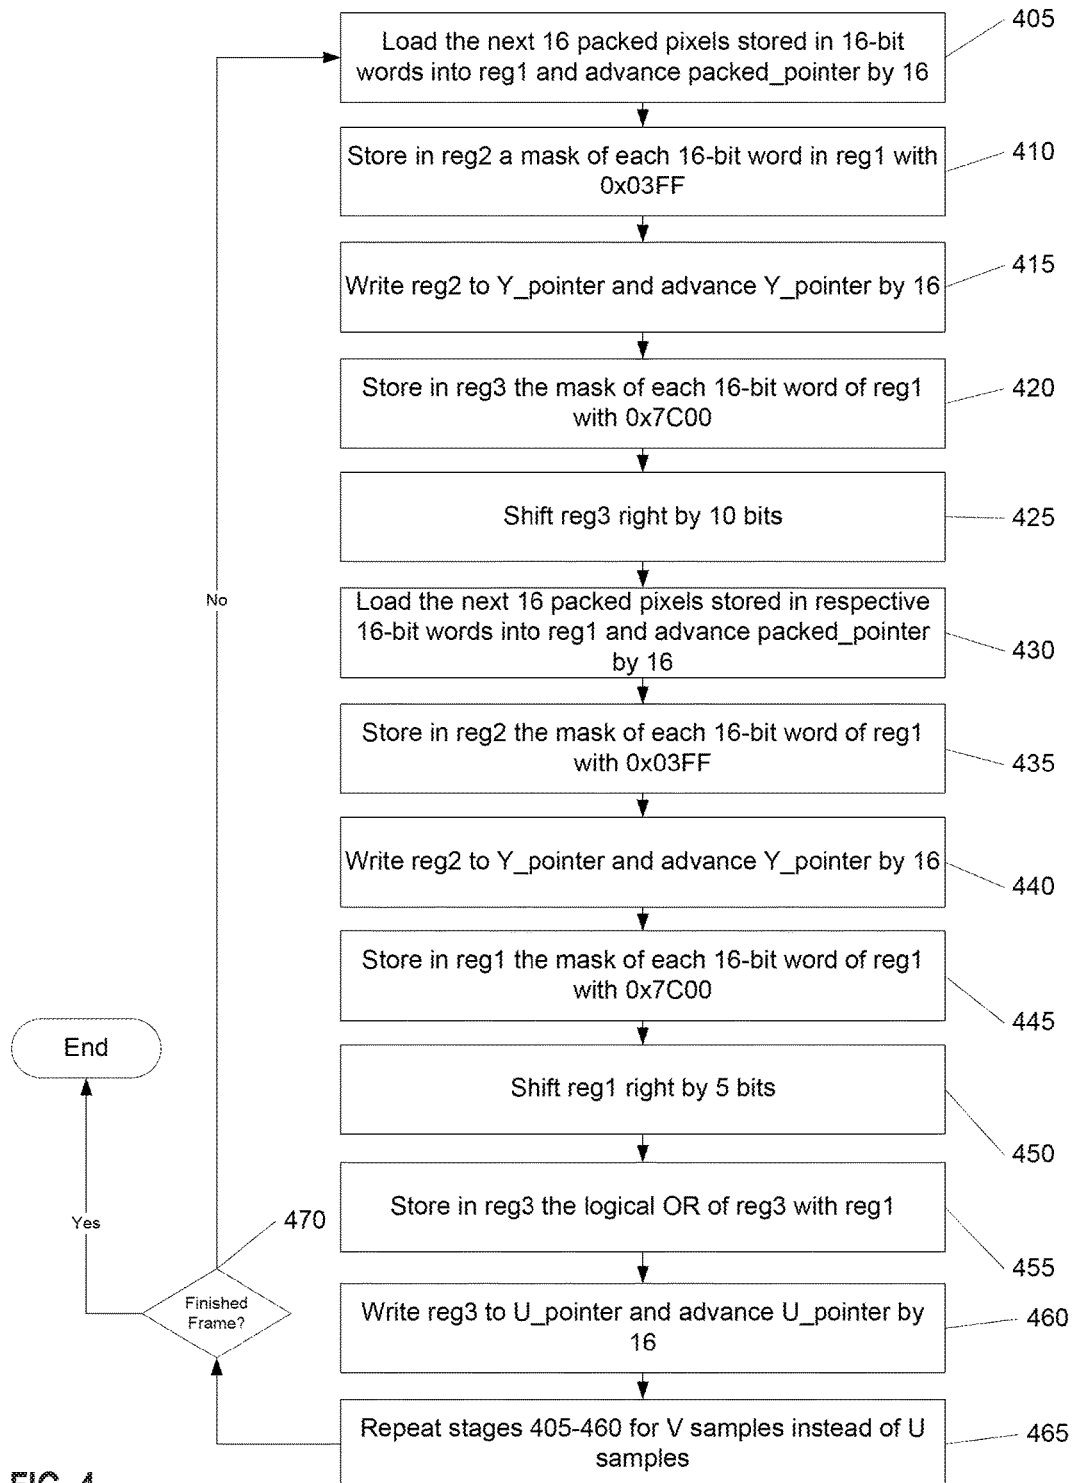 Load the next 16 packed pixels stored in 16-bit
words into reg1 and advance packed_pointer by 16
405
Store in reg2 a mask of each 16-bit word in reg1 with
0x03FF
410
Write reg2 to Y_pointer and advance Y_pointer by 16
415
Store in reg3 the mask of each 16-bit word of reg1
with 0x7C00
420
Shift reg3 right by 10 bits
425
Load the next 16 packed pixels stored in respective
16-bit words into reg1 and advance packed_pointer
by 16
430
No
Store in reg2 the mask of each 16-bit word of reg1
with 0x03FF
435
Write reg2 to Y_pointer and advance Y_pointer by 16
440
Store in reg1 the mask of each 16-bit word of reg1
with 0x7C00
445
End
Shift reg1 right by 5 bits
450
Store in reg3 the logical OR of reg3 with reg1
455
Yes
470
Finished
Frame?
Write reg3 to U_pointer and advance U_pointer by
16
460
Repeat stages 405-460 for V samples instead of U
samples
465
FIG. 4